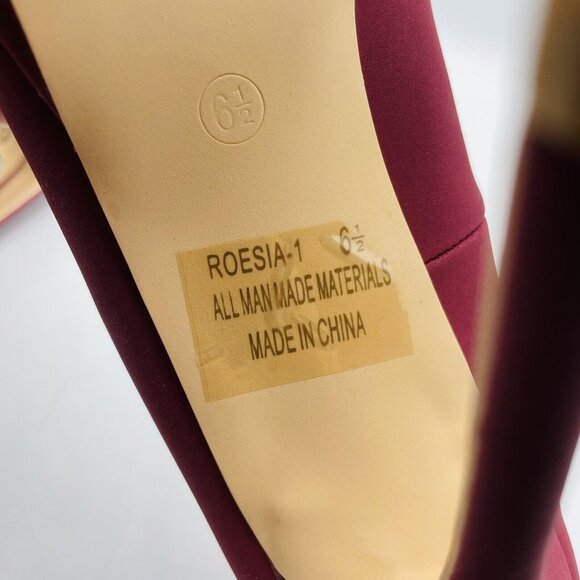 6½
ROESIA-1 6½
ALL MAN MADE MATERIALS
MADE IN CHINA